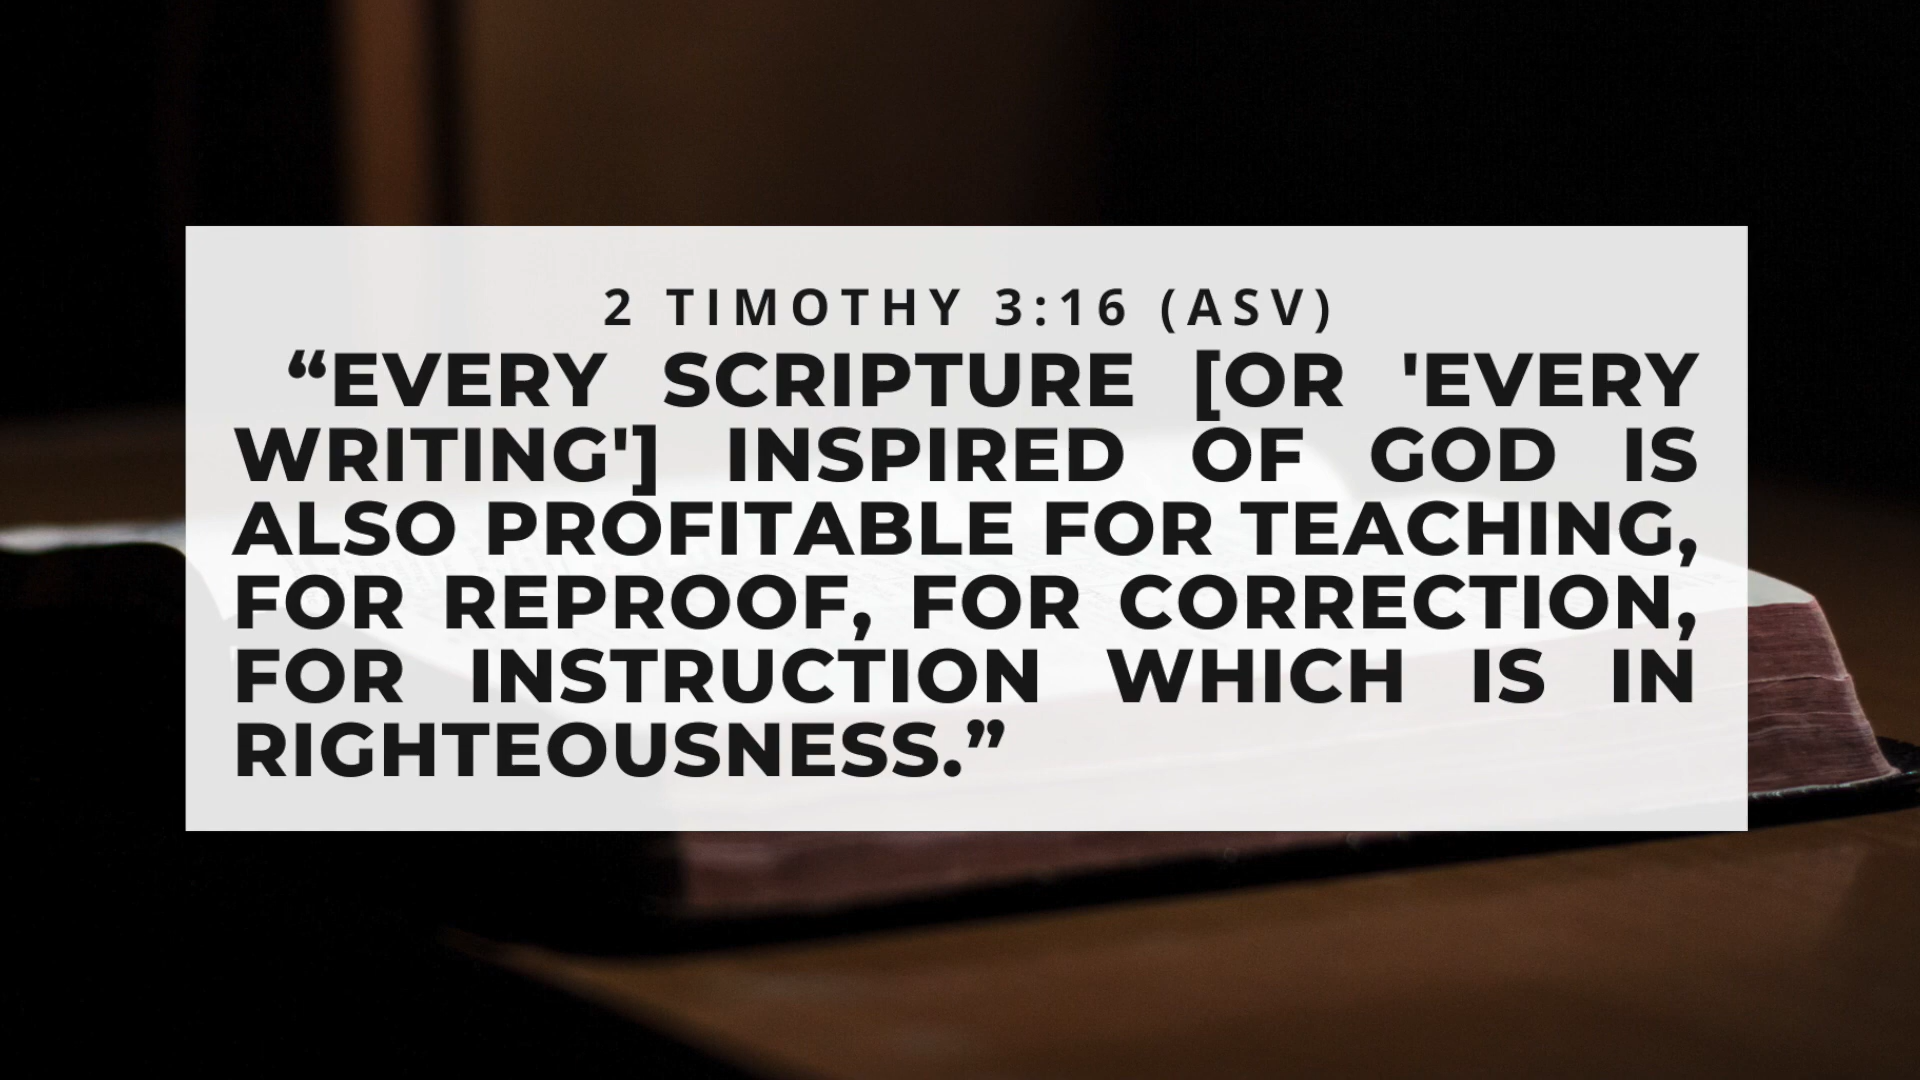 2 TIMOTHY 3:16 (ASV)
“EVERY SCRIPTURE [OR 'EVERY
WRITING'] INSPIRED OF GOD IS
ALSO PROFITABLE FOR TEACHING,
FOR REPROOF, FOR CORRECTION,
FOR INSTRUCTION WHICH IS IN
RIGHTEOUSNESS.”